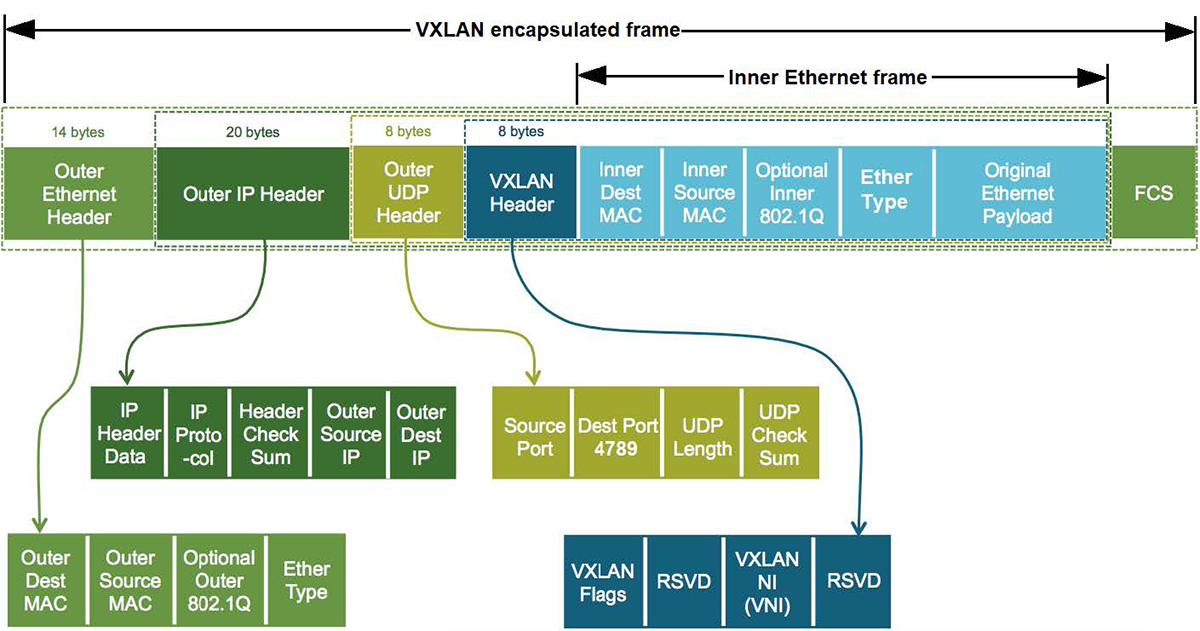 VXLAN encapsulated frame
Inner Ethernet frame
14 bytes
20 bytes
8 bytes
8 bytes
Outer
Ethernet
Header
Outer IP Header
Outer
UDP
Header
VXLAN
Header
Inner
Dest
MAC
Inner
Source
MAC
Optional
Inner
802.1Q
Ether
Type
Original
Ethernet
Payload
FCS
IP
Header
Data
IP
Proto
-col
Header
Check
Sum
Outer
Source
IP
Outer
Dest
IP
Source
Port
Dest Port
4789
UDP
Length
UDP
Check
Sum
Outer
Dest
MAC
Outer
Source
MAC
Optional
Outer
802.1Q
Ether
Type
VXLAN
Flags
RSVD
VXLAN
NI
(VNI)
RSVD